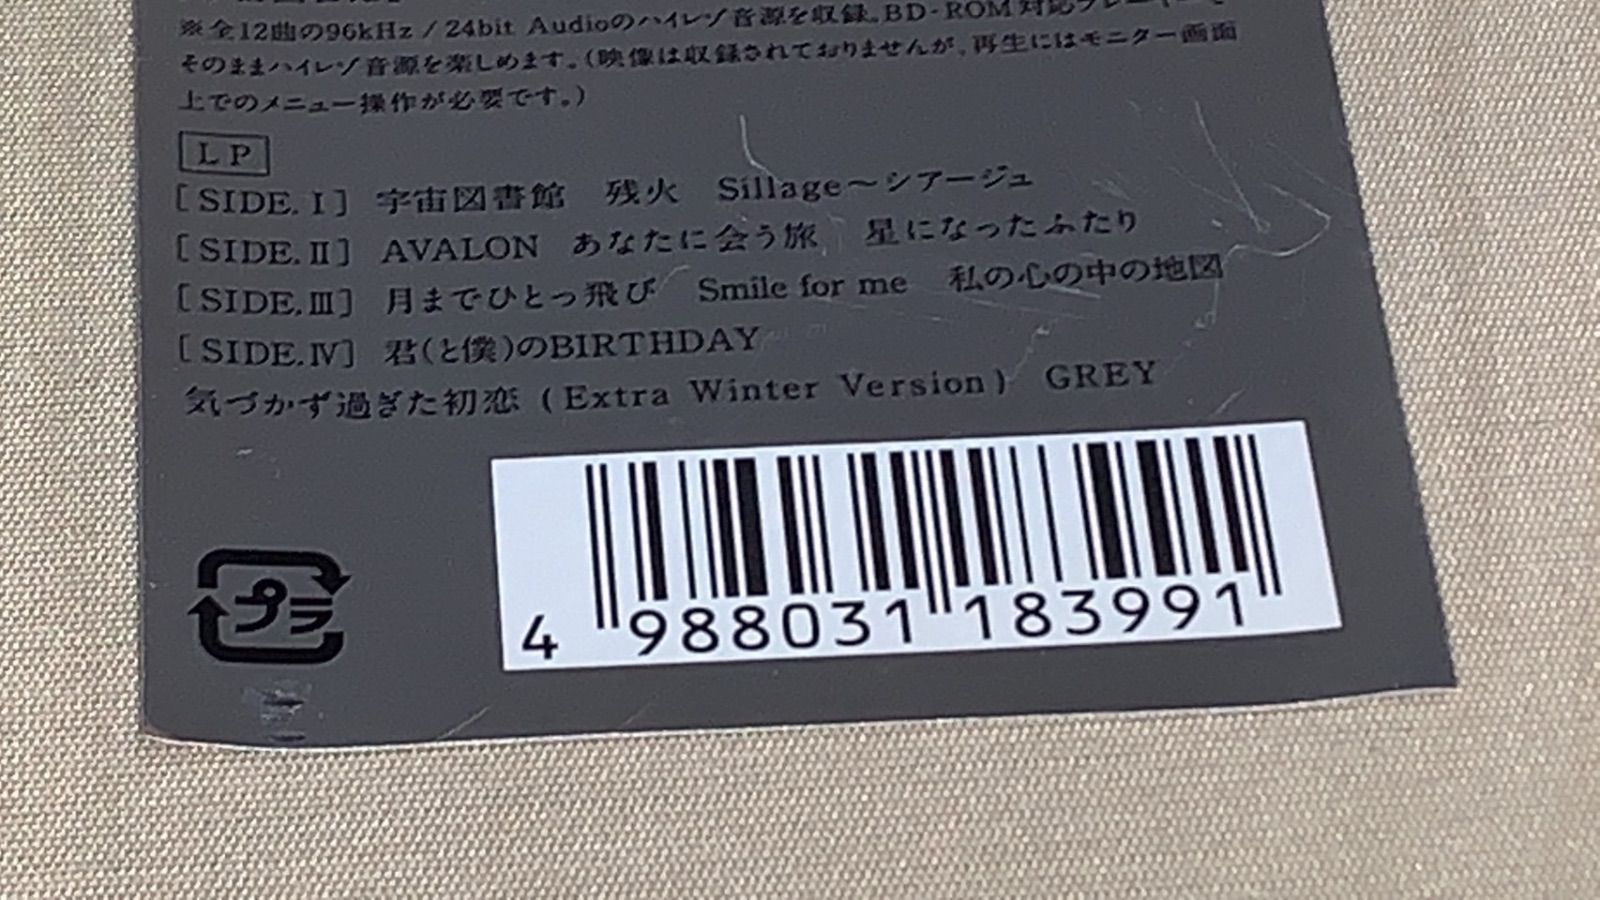 ※全12曲の96kHz / 24bit Audioのハイレゾ音源を収録。BD-ROM対応プレーヤーで
そのままハイレゾ音源を楽しめます。(映像は収録されておりませんが、再生にはモニター画面
上でのメニュー操作が必要です。)
LP
[SIDE.Ⅰ] 宇宙図書館 残火 Sillage〜シアージュ
[SIDE.Ⅱ] AVALON あなたに会う旅 星になったふたり
[SIDE.Ⅲ] 月までひとっ飛び Smile for me 私の心の中の地図
[SIDE.Ⅳ] 君(と僕)のBIRTHDAY
気づかず過ぎた初恋 (Extra Winter Version) GREY
プラ
4 988031 183991